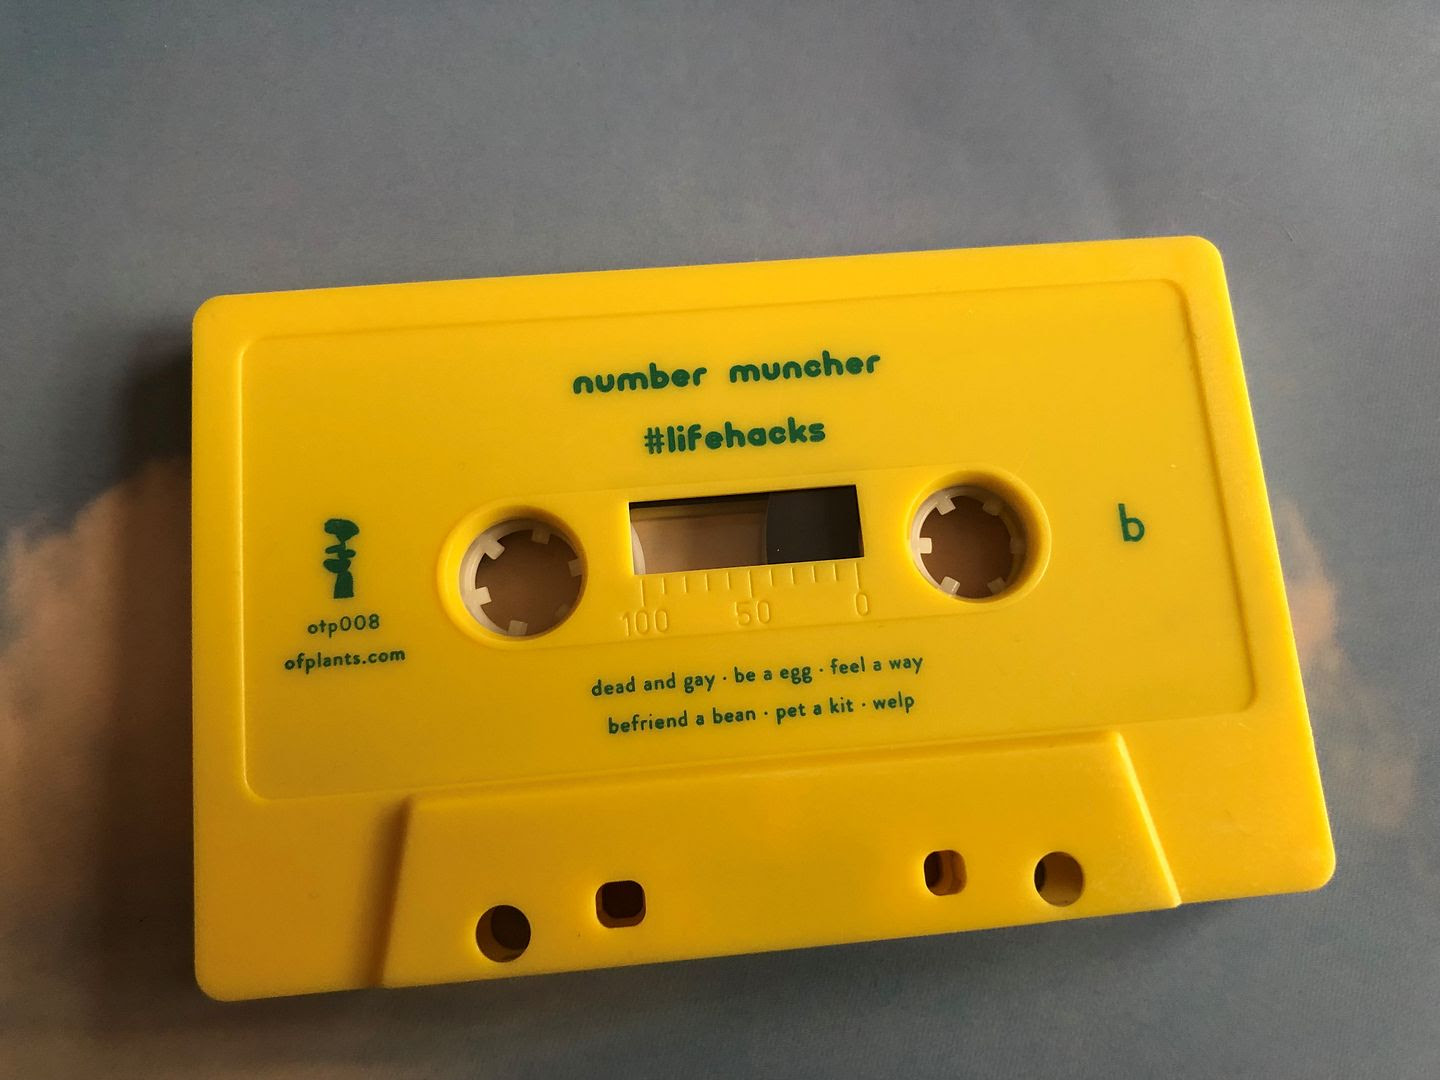 number muncher
#lifehacks
b
otp008
ofplants.com
100 50 0
dead and gay · be a egg · feel a way
befriend a bean · pet a kit · welp